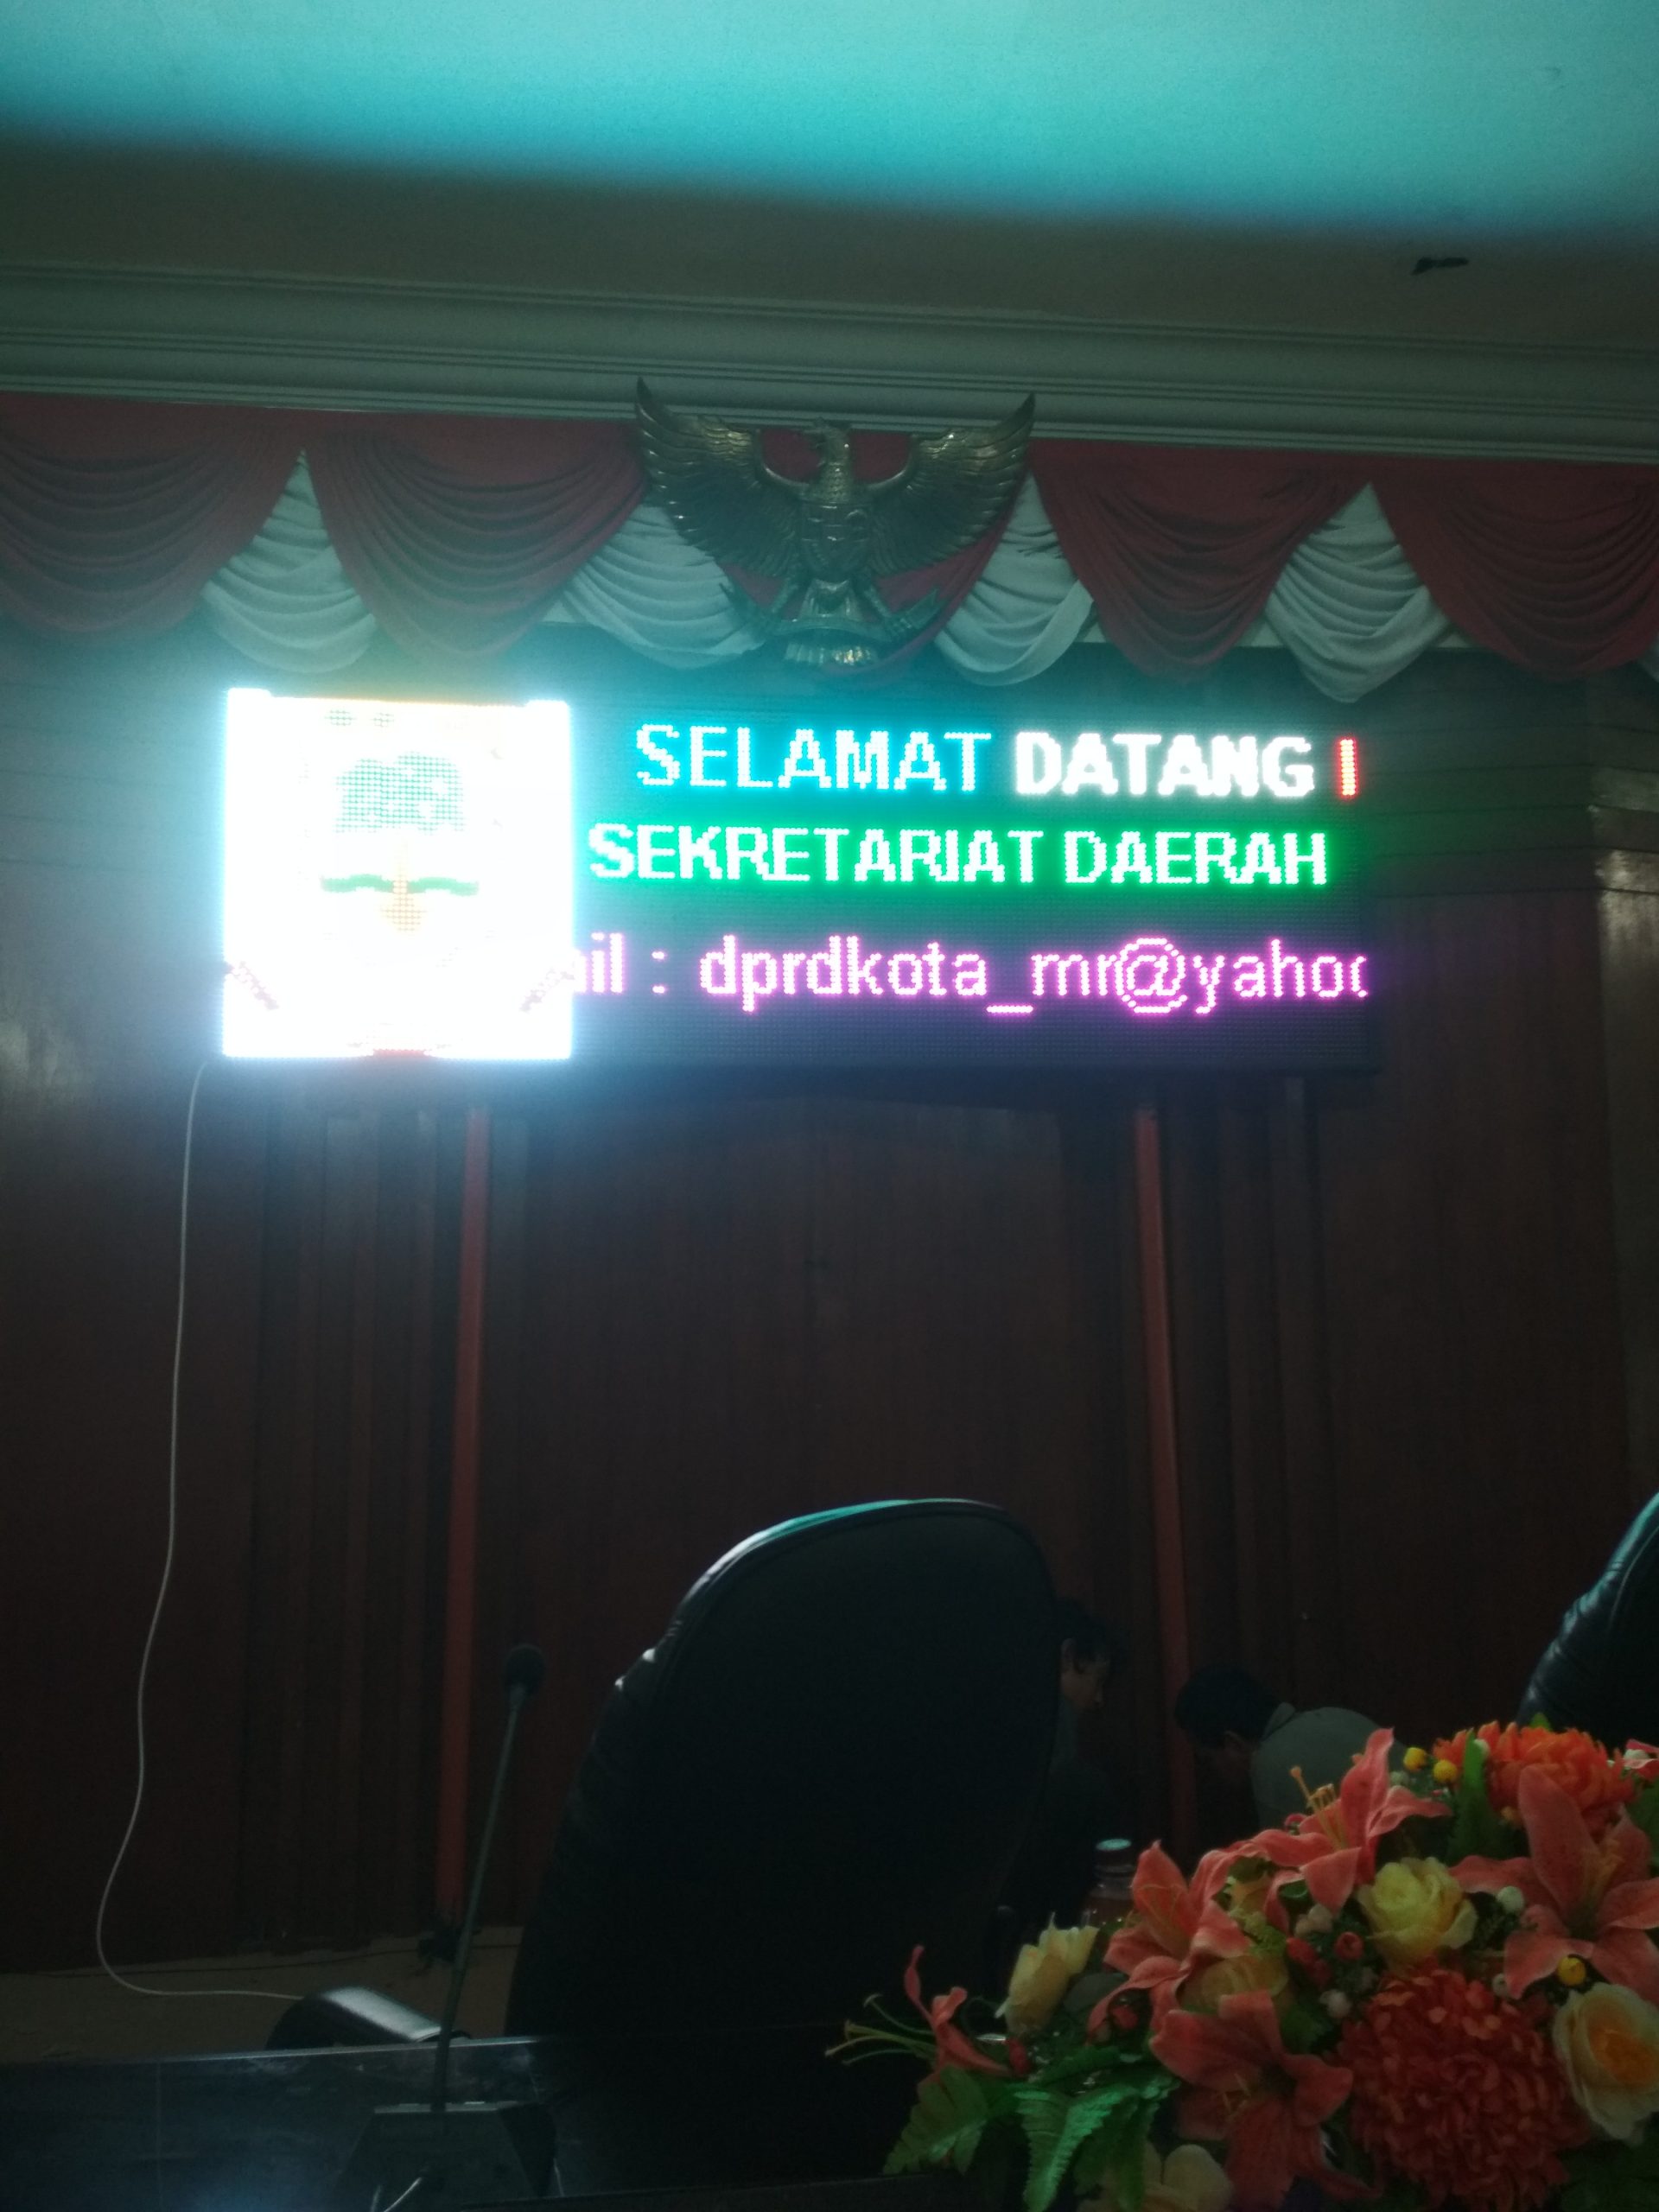 SELAMAT DATANG
SEKRETARIAT DAERAH
il : dprdkota_mr@yaho